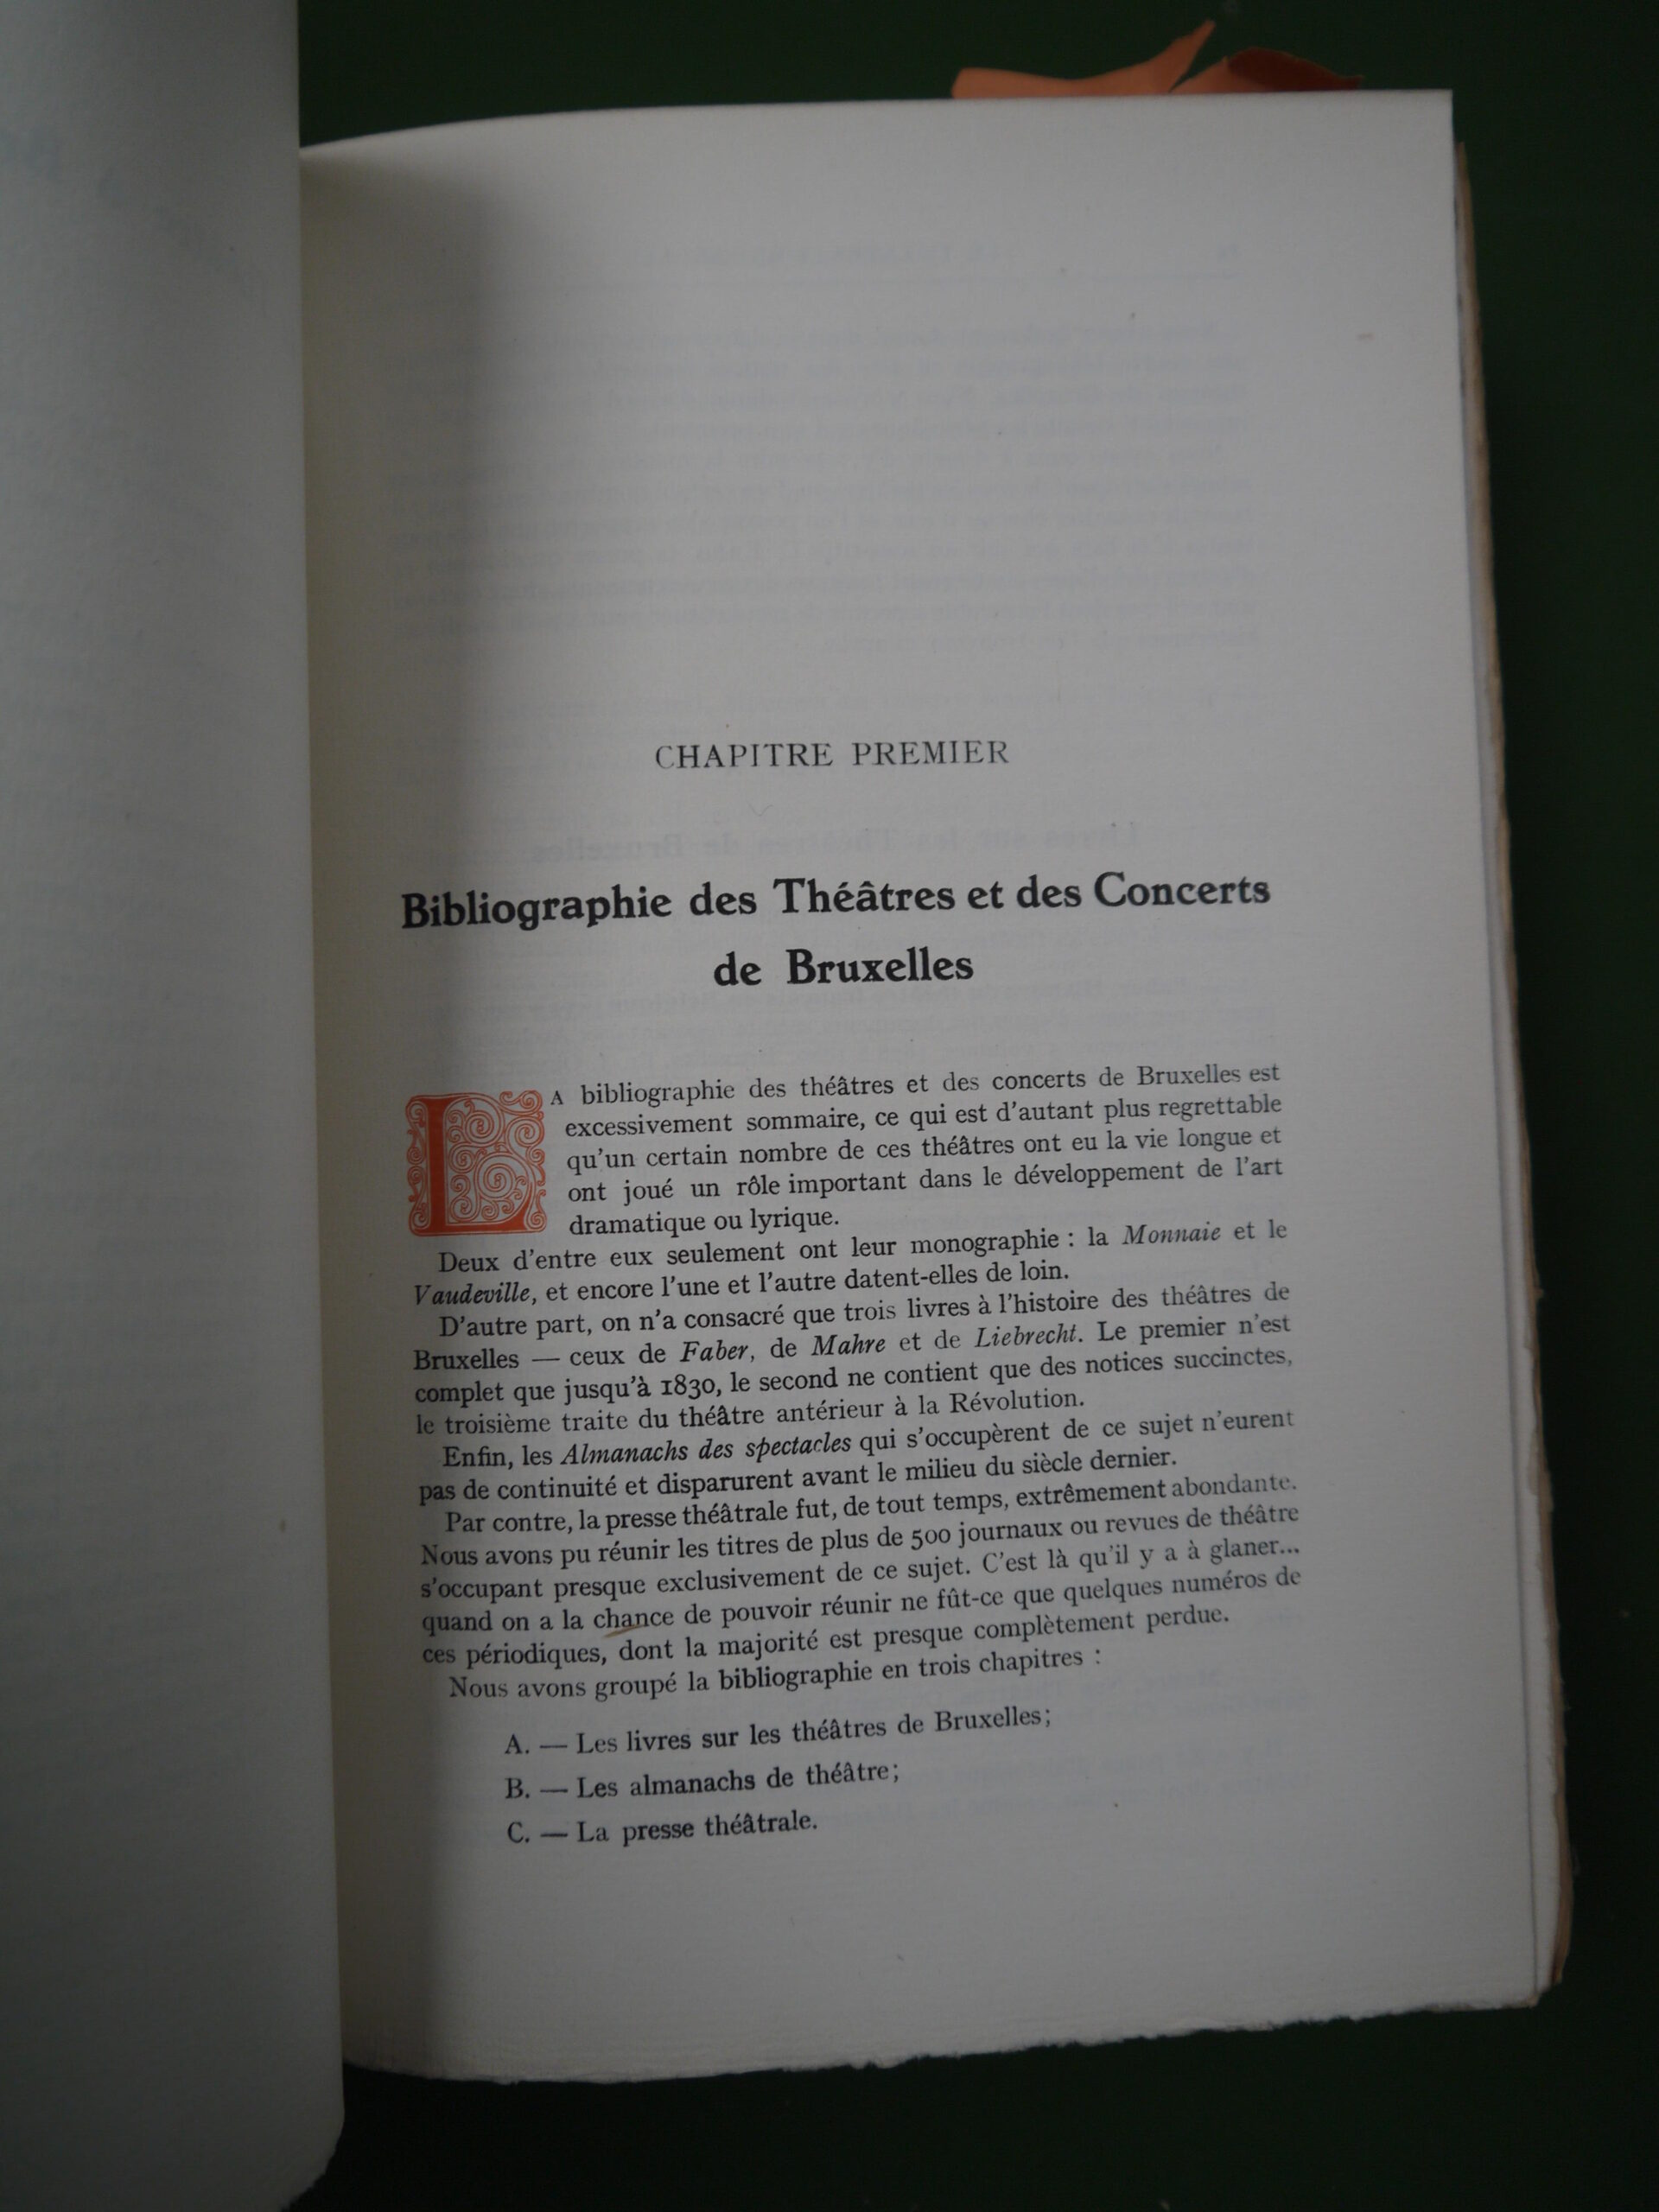 CHAPITRE PREMIER
Bibliographie des Théâtres et des Concerts
de Bruxelles
LA bibliographie des théâtres et des concerts de Bruxelles est
excessivement sommaire, ce qui est d'autant plus regrettable
qu'un certain nombre de ces théâtres ont eu la vie longue et
ont joué un rôle important dans le développement de l'art
dramatique ou lyrique.
Deux d'entre eux seulement ont leur monographie : la Monnaie et le
Vaudeville, et encore l'une et l'autre datent-elles de loin.
D'autre part, on n'a consacré que trois livres à l'histoire des théâtres de
Bruxelles — ceux de Faber, de Mahre et de Liebrecht. Le premier n'est
complet que jusqu'à 1830, le second ne contient que des notices succinctes,
le troisième traite du théâtre antérieur à la Révolution.
Enfin, les Almanachs des spectacles qui s'occupèrent de ce sujet n'eurent
pas de continuité et disparurent avant le milieu du siècle dernier.
Par contre, la presse théâtrale fut, de tout temps, extrêmement abondante.
Nous avons pu réunir les titres de plus de 500 journaux ou revues de théâtre
s'occupant presque exclusivement de ce sujet. C'est là qu'il y a à glaner...
quand on a la chance de pouvoir réunir ne fût-ce que quelques numéros de
ces périodiques, dont la majorité est presque complètement perdue.
Nous avons groupé la bibliographie en trois chapitres :
A. — Les livres sur les théâtres de Bruxelles;
B. — Les almanachs de théâtre;
C. — La presse théâtrale.